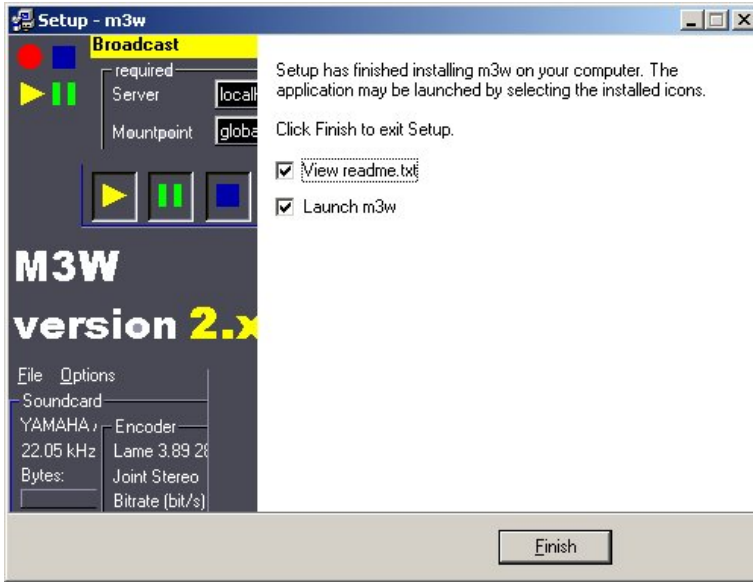 Setup - m3w
Broadcast
required
Server local
Mountpoint globa
Setup has finished installing m3w on your computer. The
application may be launched by selecting the installed icons.
Click Finish to exit Setup.
View readme.txt
Launch m3w
M3W
version 2.x
File Options
Soundcard
YAMAHA
Encoder
22.05 kHz
Lame 3.89 28
Bytes:
Joint Stereo
Bitrate (bit/s)
Finish